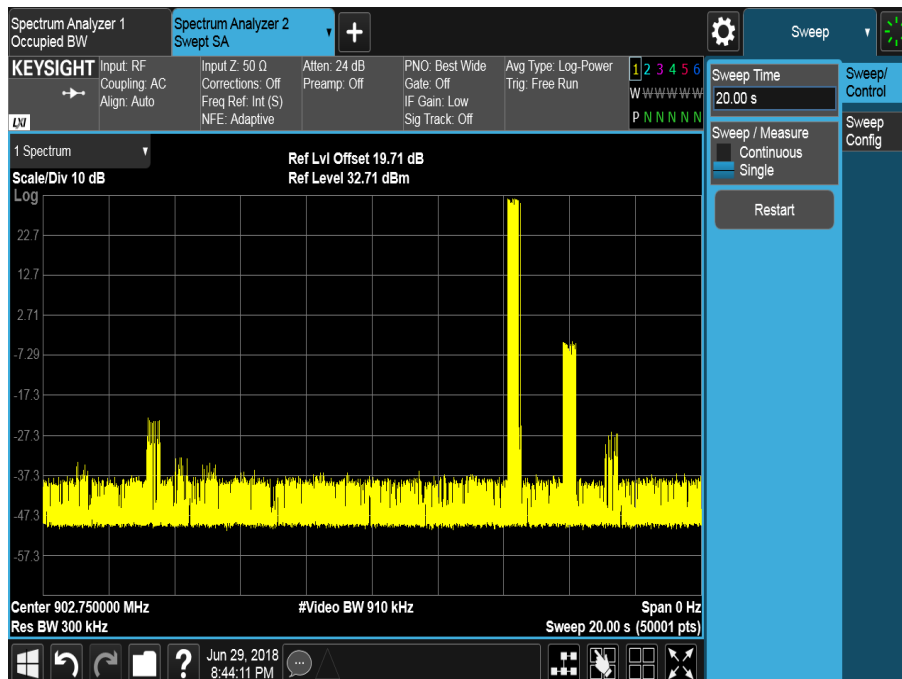 Spectrum Analyzer 1
Occupied BW
Spectrum Analyzer 2
Swept SA
Sweep
KEYSIGHT
LXI
Input: RF
Coupling: AC
Align: Auto
Input Z: 50 Ω
Corrections: Off
Freq Ref: Int (S)
NFE: Adaptive
Atten: 24 dB
Preamp: Off
PNO: Best Wide
Gate: Off
IF Gain: Low
Sig Track: Off
Avg Type: Log-Power
Trig: Free Run
1 2 3 4 5 6
W W W W W W
P N N N N N
Sweep Time
20.00 s
Sweep / Measure
Continuous
Single
Restart
Sweep/
Control
Sweep
Config
1 Spectrum
Scale/Div 10 dB
Ref Lvl Offset 19.71 dB
Ref Level 32.71 dBm
Log
22.7
12.7
2.71
-7.29
-17.3
-27.3
-37.3
-47.3
-57.3
Center 902.750000 MHz
#Video BW 910 kHz
Span 0 Hz
Res BW 300 kHz
Sweep 20.00 s (50001 pts)
?
Jun 29, 2018
8:44:11 PM